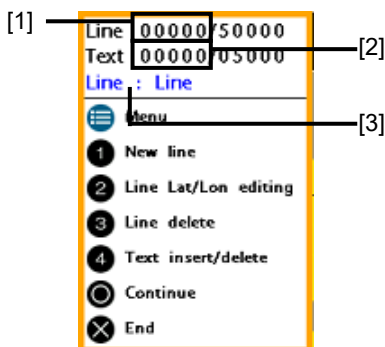 [1]
Line 00000/50000
[2]
Text 00000/05000
Line : Line
[3]
Menu
1 New line
2 Line Lat/Lon editing
3 Line delete
4 Text insert/delete
Continue
End